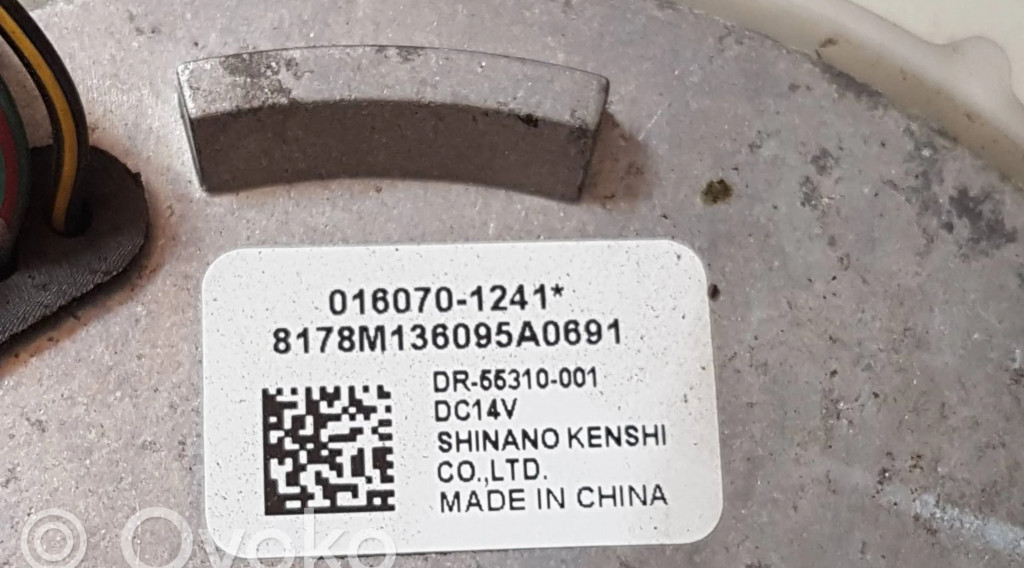 016070-1241*
8178M136095A0691
DR-55310-001
DC14V
SHINANO KENSHI
CO.,LTD.
MADE IN CHINA
© Ovoko